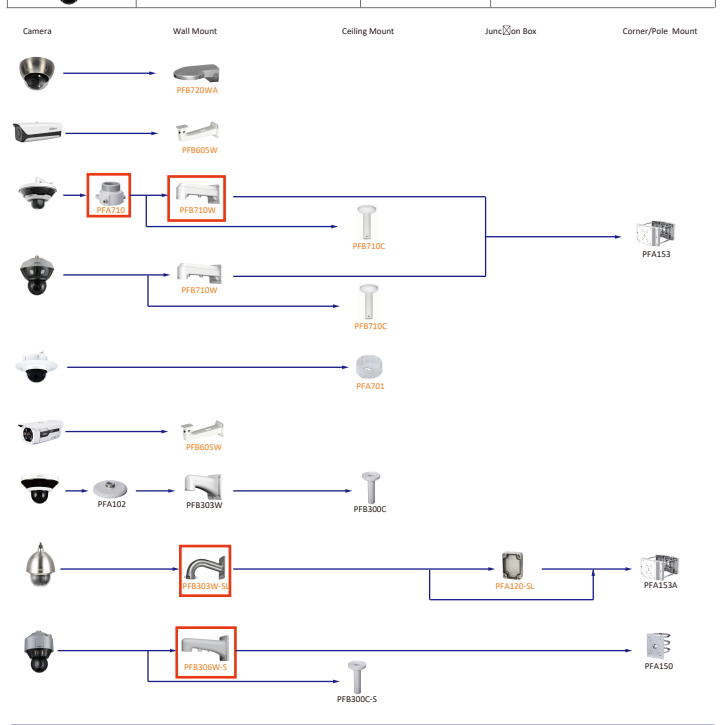 Camera Wall Mount Ceiling Mount Junc☒on Box Corner/Pole Mount
PFB720WA
PFB605W
PFA710 PFB710W
PFB710C
PFA153
PFB710W
PFB710C
PFA701
PFB605W
PFA102 PFB303W PFB300C
PFB303W-SL PFA120-SL PFA153A
PFB306W-S PFA150
PFB300C-S